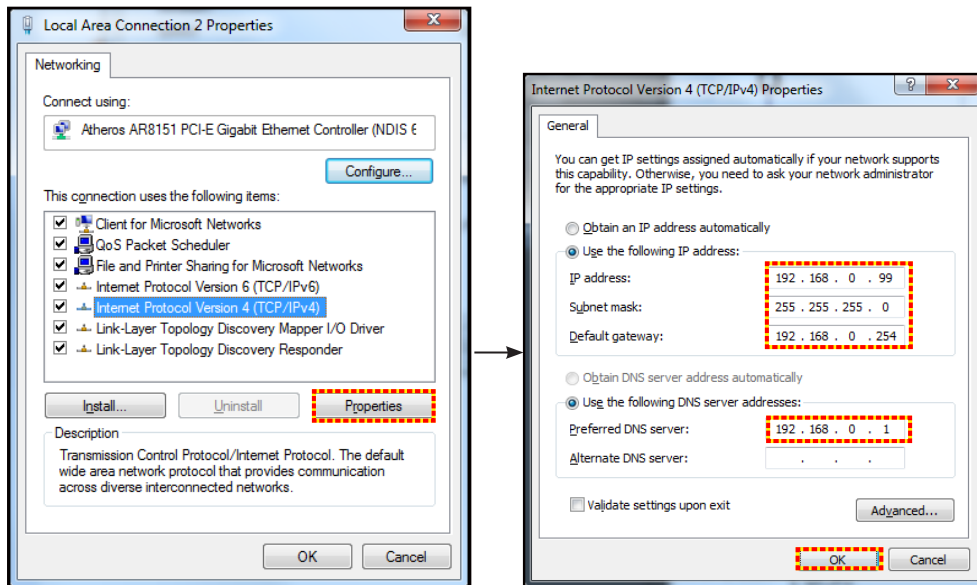 Local Area Connection 2 Properties
Networking
Connect using:
Atheros AR8151 PCI-E Gigabit Ethernet Controller (NDIS 6
Configure...
This connection uses the following items:
Client for Microsoft Networks
QoS Packet Scheduler
File and Printer Sharing for Microsoft Networks
Internet Protocol Version 6 (TCP/IPv6)
Internet Protocol Version 4 (TCP/IPv4)
Link-Layer Topology Discovery Mapper I/O Driver
Link-Layer Topology Discovery Responder
Install...
Uninstall
Properties
Description
Transmission Control Protocol/Internet Protocol. The default
wide area network protocol that provides communication
across diverse interconnected networks.
OK
Cancel
Internet Protocol Version 4 (TCP/IPv4) Properties
General
You can get IP settings assigned automatically if your network supports
this capability. Otherwise, you need to ask your network administrator
for the appropriate IP settings.
Obtain an IP address automatically
Use the following IP address:
IP address: 192 . 168 . 0 . 99
Subnet mask: 255 . 255 . 255 . 0
Default gateway: 192 . 168 . 0 . 254
Obtain DNS server address automatically
Use the following DNS server addresses:
Preferred DNS server: 192 . 168 . 0 . 1
Alternate DNS server: . . .
Validate settings upon exit
Advanced...
OK
Cancel